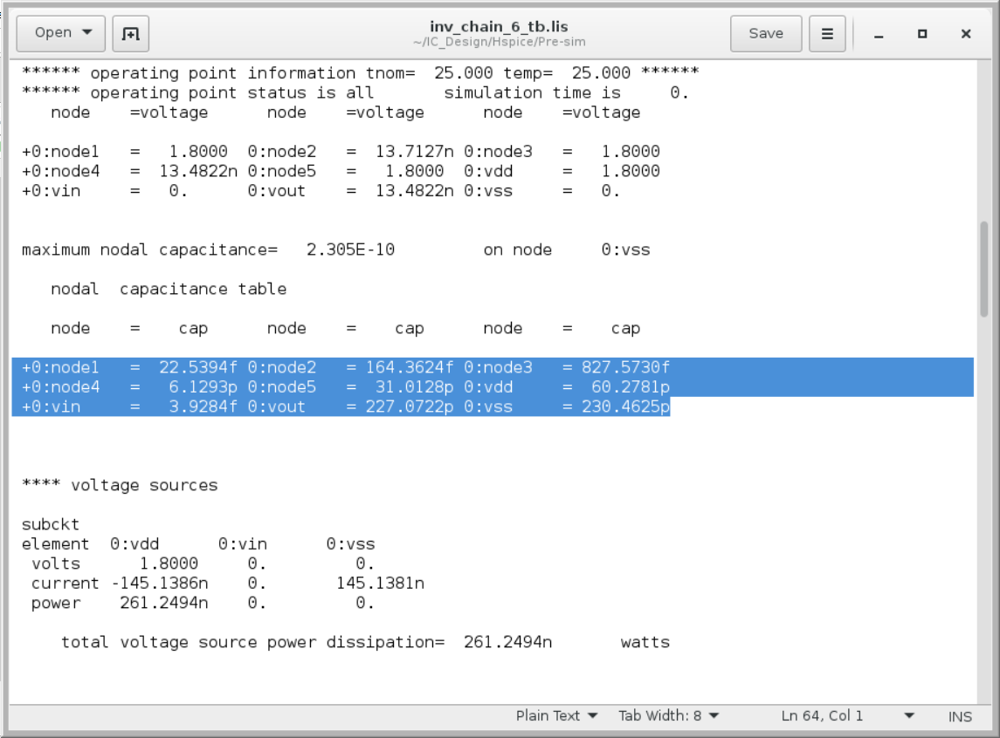 Open
inv_chain_6_tb.lis
~/IC_Design/Hspice/Pre-sim
Save
****** operating point information tnom=  25.000 temp=  25.000 ******
****** operating point status is all       simulation time is     0.
   node    =voltage      node    =voltage      node    =voltage
+0:node1   =   1.8000  0:node2   =  13.7127n 0:node3   =   1.8000
+0:node4   =  13.4822n 0:node5   =   1.8000  0:vdd     =   1.8000
+0:vin     =   0.      0:vout    =  13.4822n 0:vss     =   0.
maximum nodal capacitance=   2.305E-10         on node     0:vss
   nodal  capacitance table
   node    =    cap      node    =    cap      node    =    cap
+0:node1   =  22.5394f 0:node2   = 164.3624f 0:node3   = 827.5730f
+0:node4   =   6.1293p 0:node5   =  31.0128p 0:vdd     =  60.2781p
+0:vin     =   3.9284f 0:vout    = 227.0722p 0:vss     = 230.4625p
**** voltage sources
subckt
element  0:vdd      0:vin      0:vss
 volts      1.8000     0.         0.
 current -145.1386n    0.       145.1381n
 power    261.2494n    0.         0.
    total voltage source power dissipation=  261.2494n       watts
Plain Text
Tab Width: 8
Ln 64, Col 1
INS